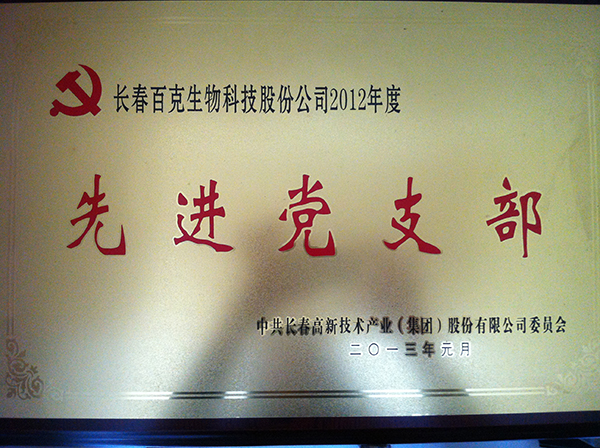 长春百克生物科技股份公司2012年度
先进党支部
中共长春高新技术产业（集团）股份有限公司委员会
二〇一三年元月